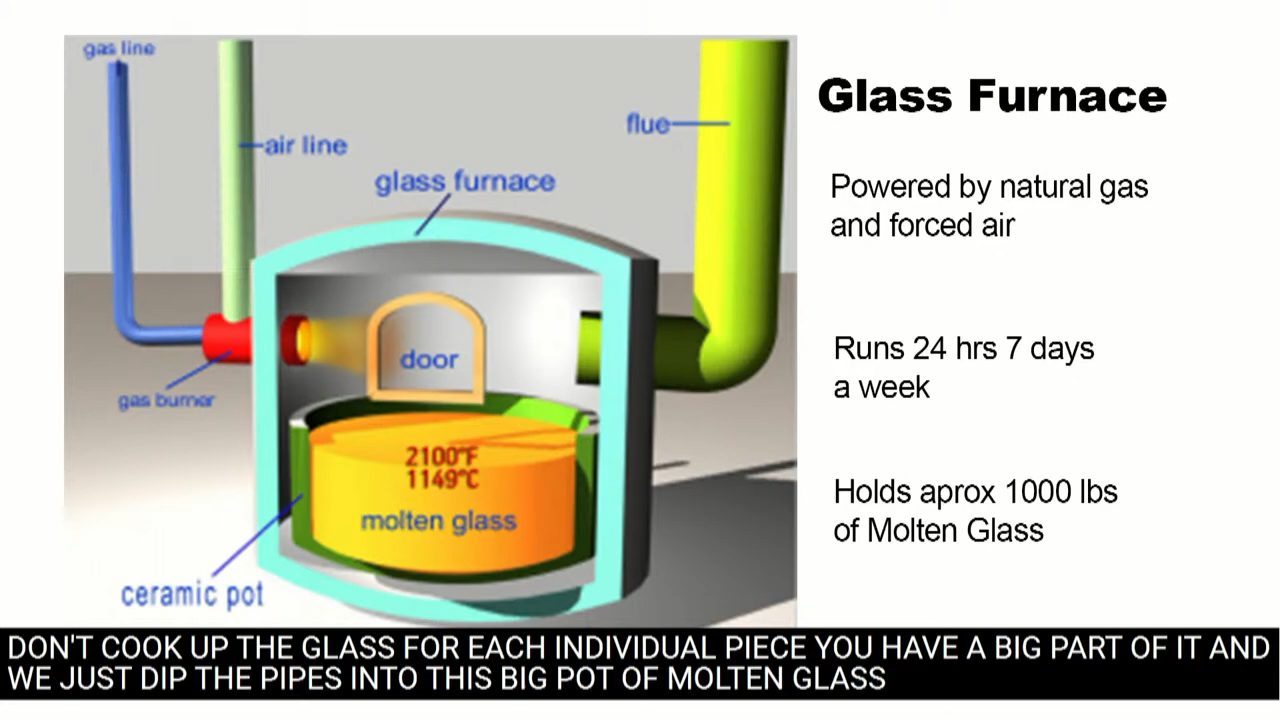 gas line
air line
flue
glass furnace
door
gas burner
2100°F
1149°C
molten glass
ceramic pot
Glass Furnace
Powered by natural gas
and forced air
Runs 24 hrs 7 days
a week
Holds aprox 1000 lbs
of Molten Glass
DON'T COOK UP THE GLASS FOR EACH INDIVIDUAL PIECE YOU HAVE A BIG PART OF IT AND
WE JUST DIP THE PIPES INTO THIS BIG POT OF MOLTEN GLASS